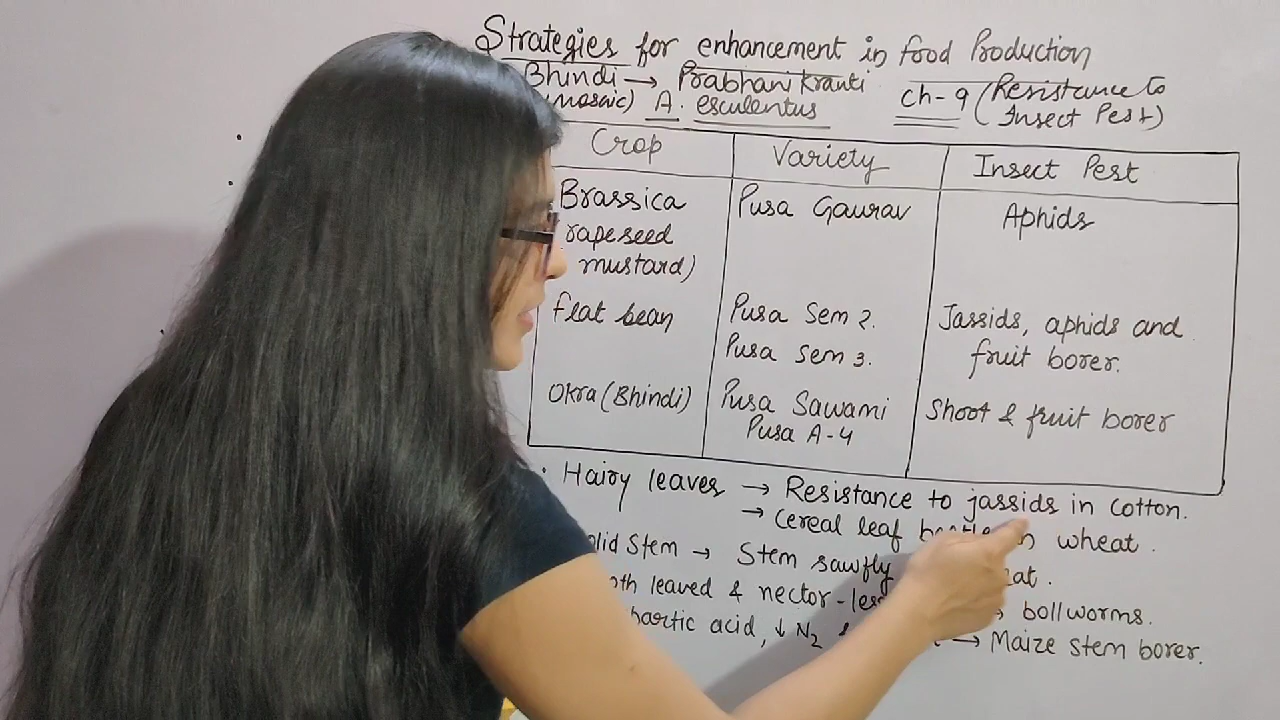 Strategies for enhancement in food Production
Bhindi → Prabhani Kranti
mosaic) A. esculentus
Ch-9 (Resistance to
Insect Pest)
Crop Variety Insect Pest
Brassica Pusa Gaurav Aphids
rapeseed
mustard)
flat bean Pusa Sem 2. Jassids, aphids and
Pusa Sem 3. fruit borer.
Okra (Bhindi) Pusa Sawami Shoot & fruit borer
Pusa A-4
• Hairy leaves → Resistance to jassids in cotton.
→ Cereal leaf wheat.
Stem → Stem sawfly
leaved & nector-less bollworms.
acid, ↓ N2 → Maize stem borer.